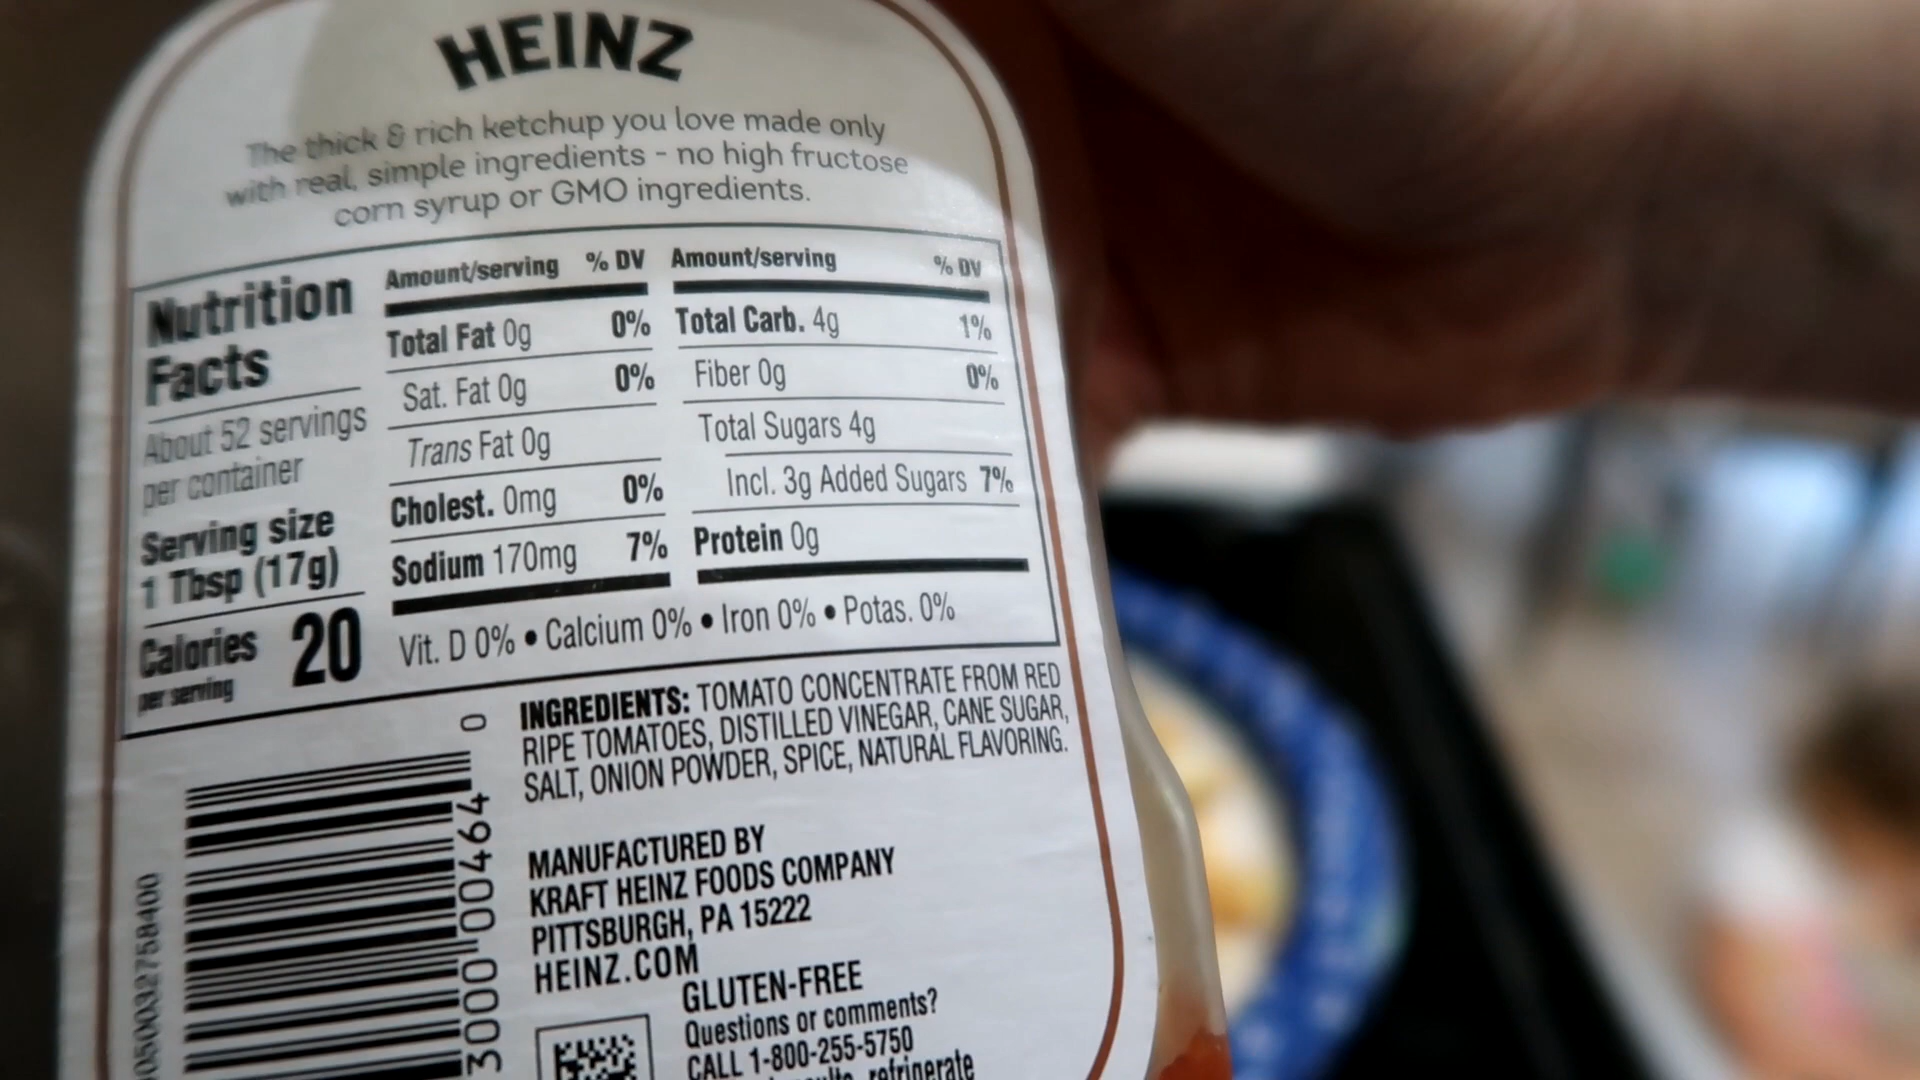 HEINZ
The thick & rich ketchup you love made only
with real, simple ingredients - no high fructose
corn syrup or GMO ingredients.
Nutrition
Facts
About 52 servings
per container
Serving size
1 Tbsp (17g)
Calories 20
per serving
Amount/serving % DV
Total Fat 0g 0%
Sat. Fat 0g 0%
Trans Fat 0g
Cholest. 0mg 0%
Sodium 170mg 7%
Amount/serving % DV
Total Carb. 4g 1%
Fiber 0g 0%
Total Sugars 4g
Incl. 3g Added Sugars 7%
Protein 0g
Vit. D 0% • Calcium 0% • Iron 0% • Potas. 0%
INGREDIENTS: TOMATO CONCENTRATE FROM RED
RIPE TOMATOES, DISTILLED VINEGAR, CANE SUGAR,
SALT, ONION POWDER, SPICE, NATURAL FLAVORING.
MANUFACTURED BY
KRAFT HEINZ FOODS COMPANY
PITTSBURGH, PA 15222
HEINZ.COM
GLUTEN-FREE
Questions or comments?
CALL 1-800-255-5750
refrigerate
3000 00464 0